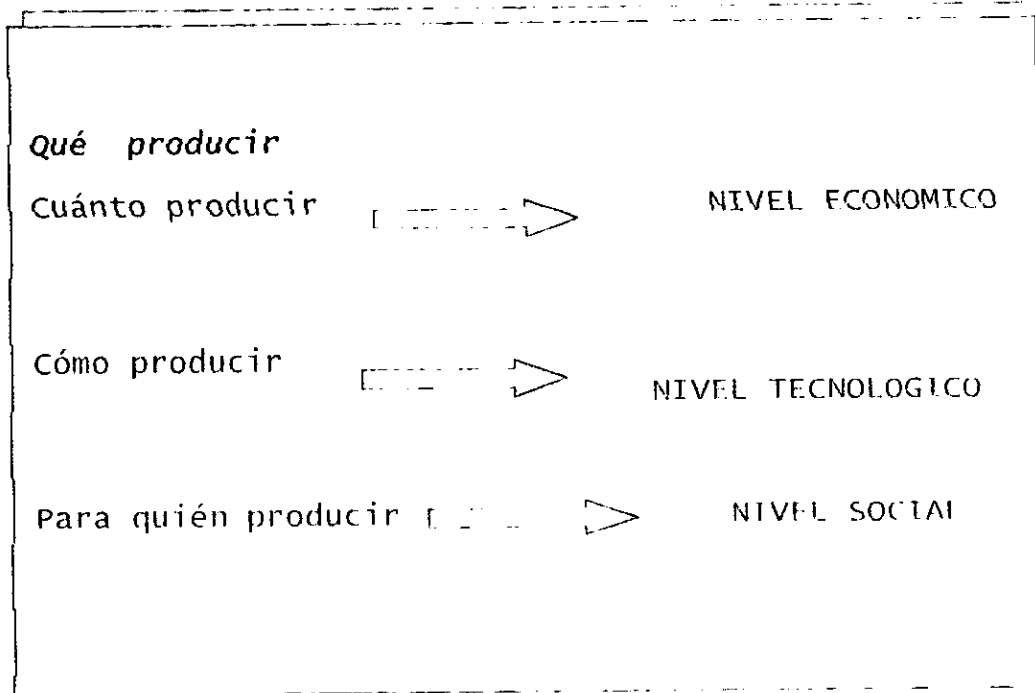 Qué producir
Cuánto producir NIVEL ECONOMICO
Cómo producir NIVEL TECNOLOGICO
Para quién producir NIVEL SOCIAL